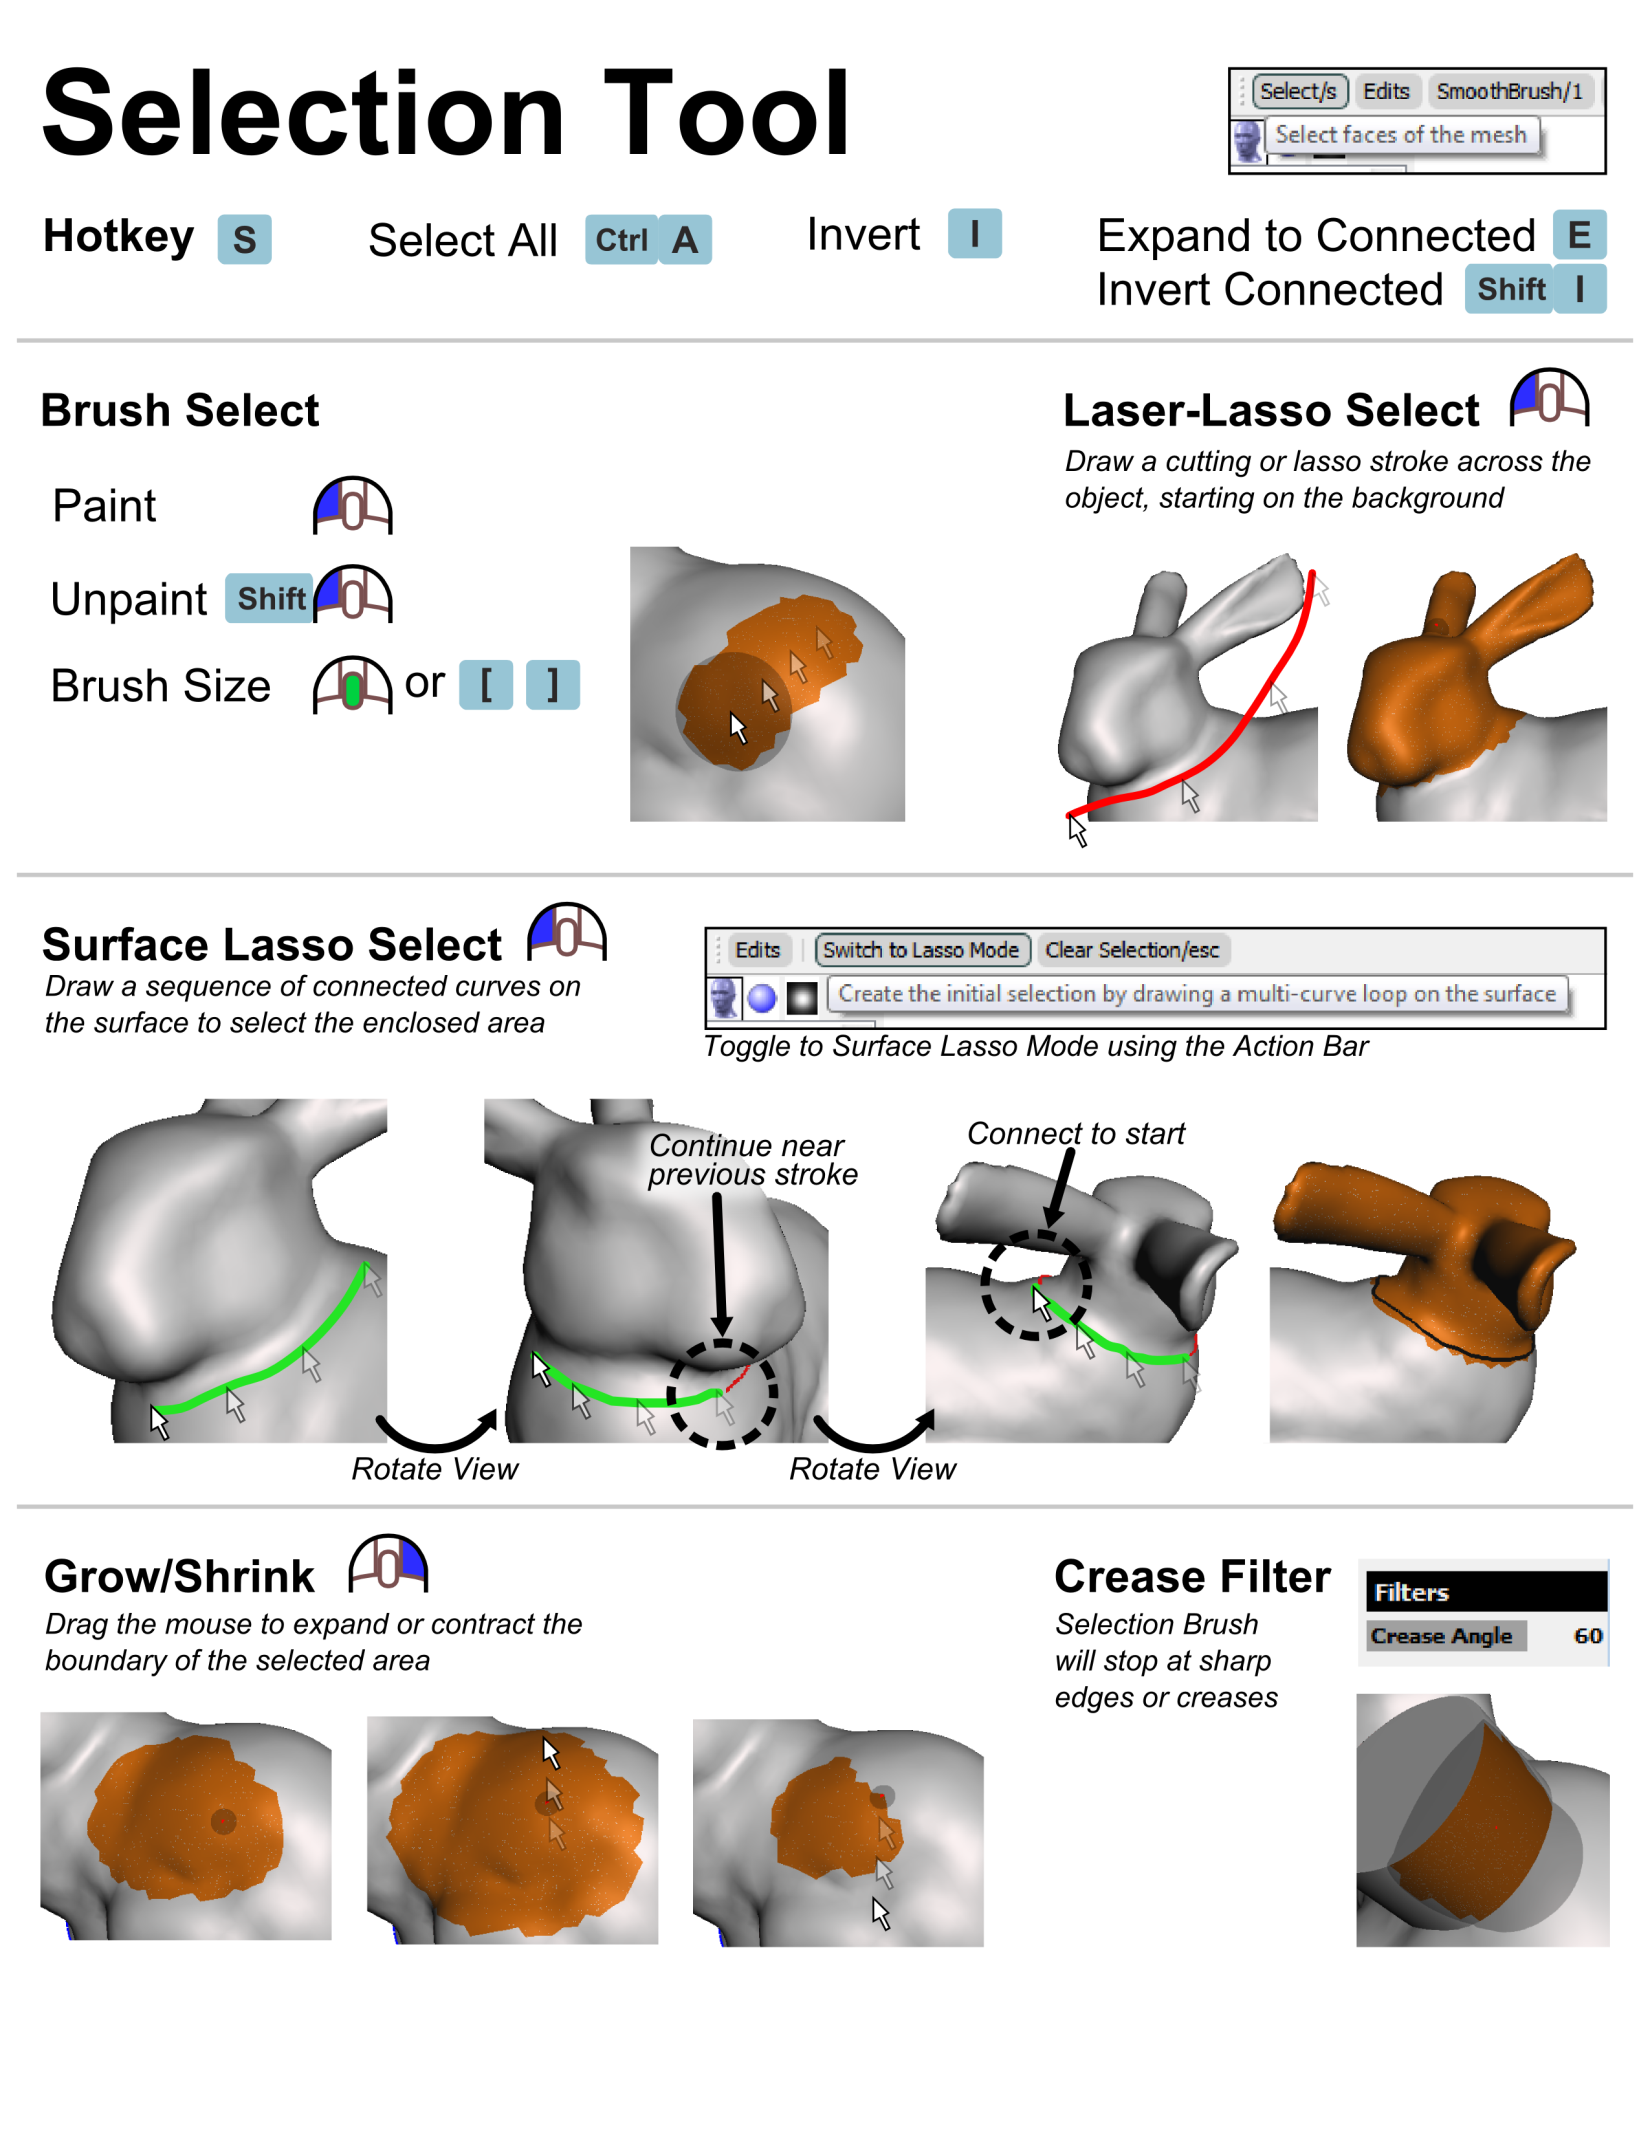 Selection Tool
Select/s Edits SmoothBrush/1
Select faces of the mesh
Hotkey S Select All Ctrl A Invert I Expand to Connected E
Invert Connected Shift I
Brush Select
Paint
Unpaint Shift
Brush Size or [ ]
Laser-Lasso Select
Draw a cutting or lasso stroke across the
object, starting on the background
Surface Lasso Select
Draw a sequence of connected curves on
the surface to select the enclosed area
Edits Switch to Lasso Mode Clear Selection/esc
Create the initial selection by drawing a multi-curve loop on the surface
Toggle to Surface Lasso Mode using the Action Bar
Continue near
previous stroke
Connect to start
Rotate View
Rotate View
Grow/Shrink
Drag the mouse to expand or contract the
boundary of the selected area
Crease Filter
Selection Brush
will stop at sharp
edges or creases
Filters
Crease Angle 60